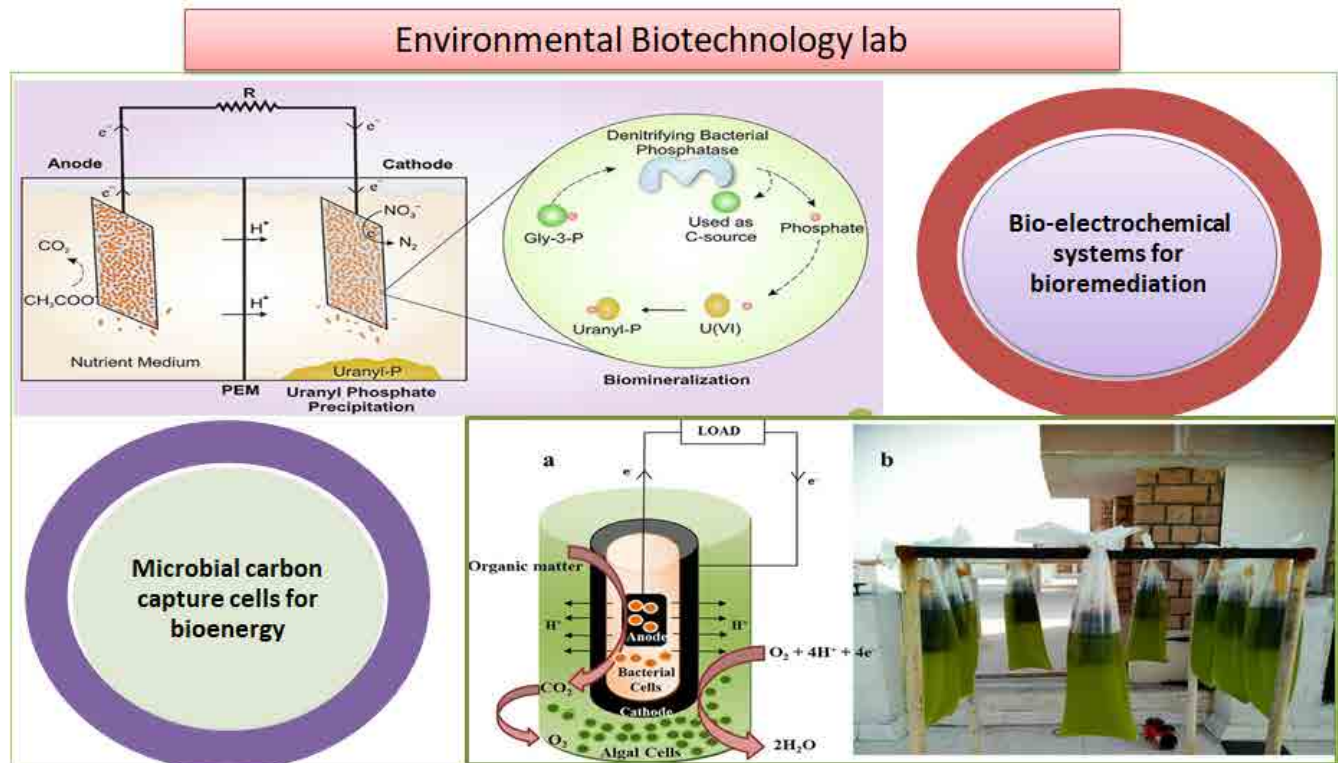 Environmental Biotechnology lab
R
e⁻
e⁻
Anode
Cathode
e⁻
e⁻
NO₃⁻
e⁻
N₂
CO₂
CH₃COO⁻
H⁺
H⁺
Nutrient Medium
Uranyl-P
PEM
Uranyl Phosphate
Precipitation
Denitrifying Bacterial
Phosphatase
Gly-3-P
Used as
C-source
Phosphate
Uranyl-P
U(VI)
Biomineralization
Bio-electrochemical
systems for
bioremediation
Microbial carbon
capture cells for
bioenergy
a
LOAD
e⁻
e⁻
Organic matter
H⁺
H⁺
Anode
O₂ + 4H⁺ + 4e⁻
Bacterial
Cells
CO₂
Cathode
O₂
Algal Cells
2H₂O
b